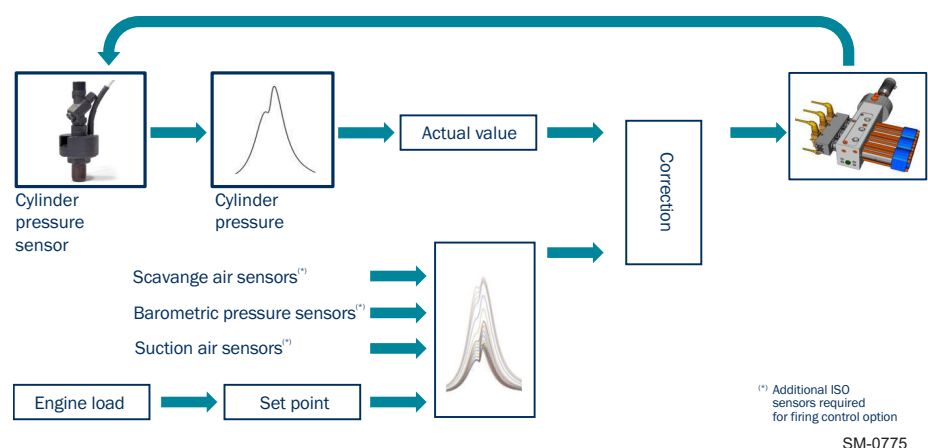 Cylinder
pressure
sensor
Cylinder
pressure
Actual value
Correction
Scavange air sensors(*)
Barometric pressure sensors(*)
Suction air sensors(*)
Engine load
Set point
(*) Additional ISO
sensors required
for firing control option
SM-0775